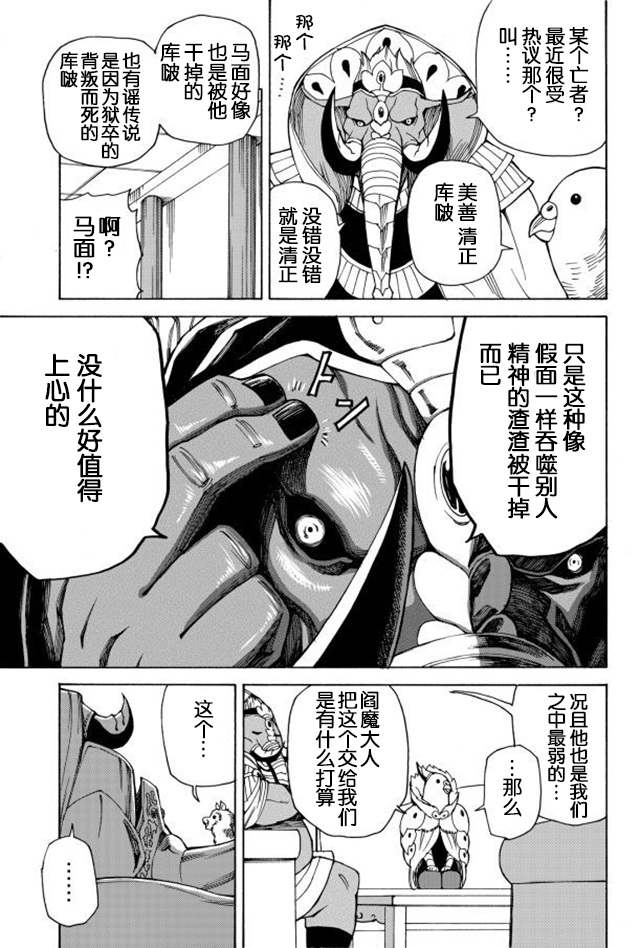 某个亡者?
最近很受
热议那个?
叫……
那个
那个…
美善 清正
库啵
没错没错
就是清正
马面好像
也是被他
干掉的
库啵
也有谣传说
是因为狱卒的
背叛而死的
库啵
啊?
马面!?
只是这种像
假面一样吞噬别人
精神的渣渣被干掉
而已
トン
没什么好值得
上心的
况且他也是我们
之中最弱的…
…那么
阎魔大人
把这个交给我们
是有什么打算
这个…
……